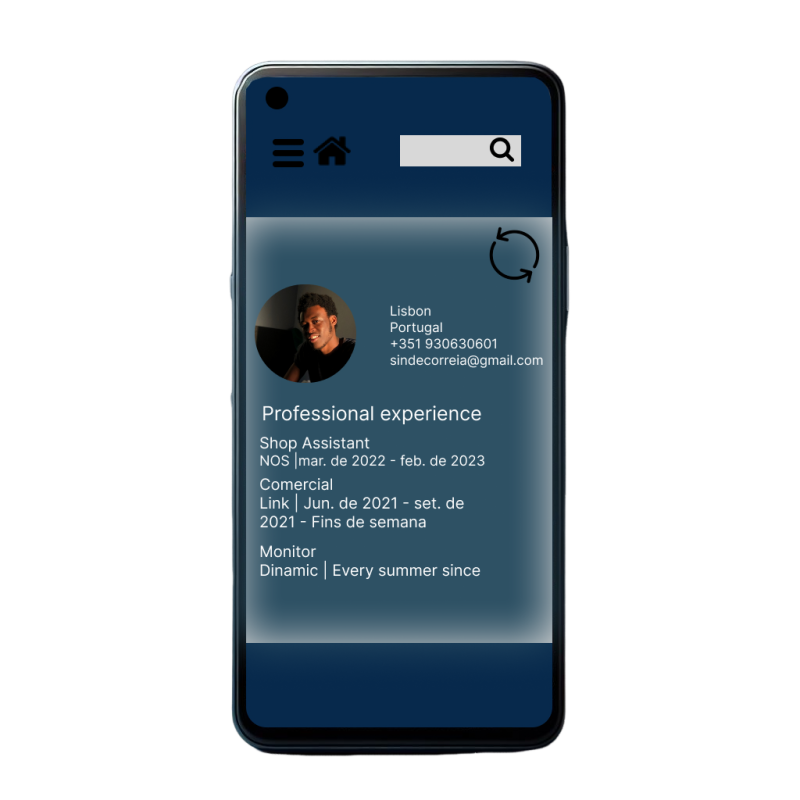 Lisbon
Portugal
+351 930630601
sindecorreia@gmail.com
Professional experience
Shop Assistant
NOS |mar. de 2022 - feb. de 2023
Comercial
Link | Jun. de 2021 - set. de
2021 - Fins de semana
Monitor
Dinamic | Every summer since